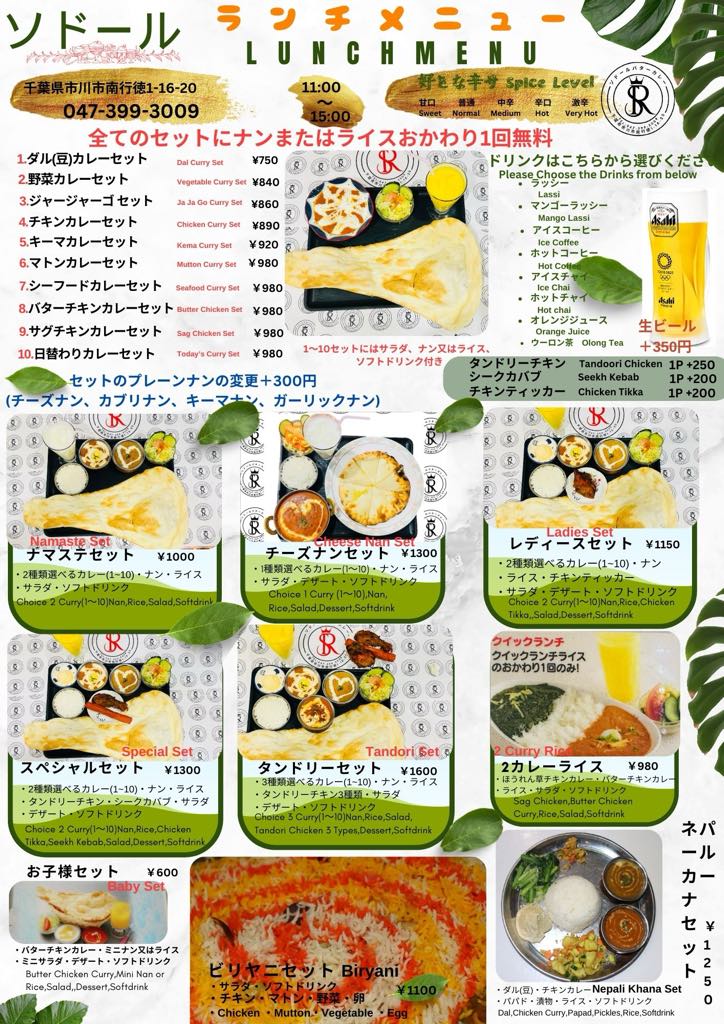 ソドール
ランチメニュー
LUNCHMENU
千葉県市川市南行徳1-16-20
047-399-3009
11:00
～
15:00
好きな辛サ Spice Level
甘口 普通 中辛 辛口 激辛
Sweet Normal Medium Hot Very Hot
全てのセットにナンまたはライスおかわり1回無料
1.ダル(豆)カレーセット Dal Curry Set ¥750
2.野菜カレーセット Vegetable Curry Set ¥840
3.ジャージャーゴ セット Ja Ja Go Curry Set ¥860
4.チキンカレーセット Chicken Curry Set ¥890
5.キーマカレーセット Kema Curry Set ¥920
6.マトンカレーセット Mutton Curry Set ¥980
7.シーフードカレーセット Seafood Curry Set ¥980
8.バターチキンカレーセット Butter Chicken Set ¥980
9.サグチキンカレーセット Sag Chicken Set ¥980
10.日替わりカレーセット Today's Curry Set ¥980
1〜10セットにはサラダ、ナン又はライス、
ソフトドリンク付き
ドリンクはこちらから選びくださ
Please Choose the Drinks from below
• ラッシー
Lassi
• マンゴーラッシー
Mango Lassi
• アイスコーヒー
Ice Coffee
• ホットコーヒー
Hot Coffee
• アイスチャイ
Ice Chai
• ホットチャイ
Hot chai
• オレンジジュース
Orange Juice
• ウーロン茶 Olong Tea
Asahi
Asahi
生ビール
＋350円
タンドリーチキン Tandoori Chicken 1P +250
シークカバブ Seekh Kebab 1P +200
チキンティッカー Chicken Tikka 1P +200
セットのプレーンナンの変更＋300円
(チーズナン、カブリナン、キーマナン、ガーリックナン)
Namaste Set
ナマステセット ¥1000
・2種類選べるカレー(1~10)・ナン・ライス
・サラダ・ソフトドリンク
Choice 2 Curry(1〜10)Nan,Rice,Salad,Softdrink
Cheese Nan Set
チーズナンセット ¥1300
・1種類選べるカレー(1~10)・ナン・ライス
・サラダ・デザート・ソフトドリンク
Choice 1 Curry (1〜10),Nan,
Rice,Salad,Dessert,Softdrink
Ladies Set
レディースセット ¥1150
・2種類選べるカレー(1~10)・ナン
・ライス・チキンティッカー
・サラダ・デザート・ソフトドリンク
Choice 2 Curry(1〜10)Nan,Rice,Chicken
Tikka,,Salad,Dessert,Softdrink
Special Set
スペシャルセット ¥1300
・2種類選べるカレー(1~10)・ナン・ライス
・タンドリーチキン・シークカバブ・サラダ
・デザート・ソフトドリンク
Choice 2 Curry(1〜10)Nan,Rice,Chicken
Tikka,Seekh Kebab,Salad,Dessert,Softdrink
Tandori Set
タンドリーセット ¥1600
・3種類選べるカレー(1~10)・ナン・ライス
・タンドリーチキン3種類・サラダ
・デザート・ソフトドリンク
Choice 3 Curry(1〜10)Nan,Rice,Salad,
Tandori Chicken 3 Types,Dessert,Softdrink
クイックランチ
クイックランチライス
のおかわり1回のみ!
2 Curry Rice
2カレーライス ¥980
・ほうれん草チキンカレー・バターチキンカレー
・ライス・サラダ・ソフトドリンク
Sag Chicken,Butter Chicken
Curry,Rice,Salad,Softdrink
お子様セット ¥600
Baby Set
・バターチキンカレー・ミニナン又はライス
・ミニサラダ・デザート・ソフトドリンク
Butter Chicken Curry,Mini Nan or
Rice,Salad,,Dessert,Softdrink
ビリヤニセット Biryani
・サラダ・ソフトドリンク
・チキン・マトン・野菜・卵
・Chicken ・Mutton・Vegetable ・Egg
¥1100
ネパールカーナセット
¥1250
・ダル(豆)・チキンカレー Nepali Khana Set
・パパド・漬物・ライス・ソフトドリンク
Dal,Chicken Curry,Papad,Pickles,Rice,Softdrink